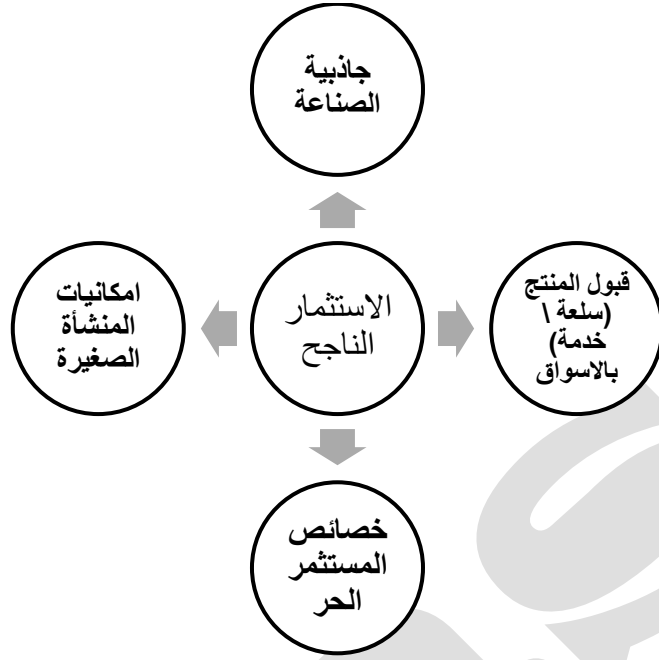 جاذبية
الصناعة
قبول المنتج
(سلعة \
خدمة)
بالاسواق
الاستثمار
الناجح
امكانيات
المنشأة
الصغيرة
خصائص
المستثمر
الحر